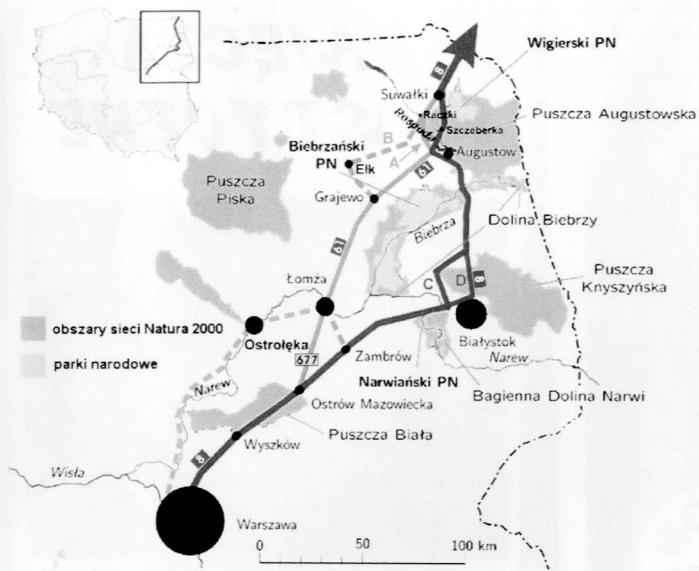 Wigierski PN
8
Suwałki
Raczki
Puszcza Augustowska
Rospuda
Szczeberka
B
Augustów
Biebrzański
PN
A
Ełk
61
Puszcza
Piska
Grajewo
Dolina Biebrzy
Biebrza
61
Puszcza
Knyszyńska
Łomża
C
D
8
obszary sieci Natura 2000
Ostrołęka
Białystok
parki narodowe
677
Zambrów
Narew
Narew
Narwiański PN
Bagienna Dolina Narwi
Ostrów Mazowiecka
Puszcza Biała
Wyszków
8
Wisła
Warszawa
0
50
100 km